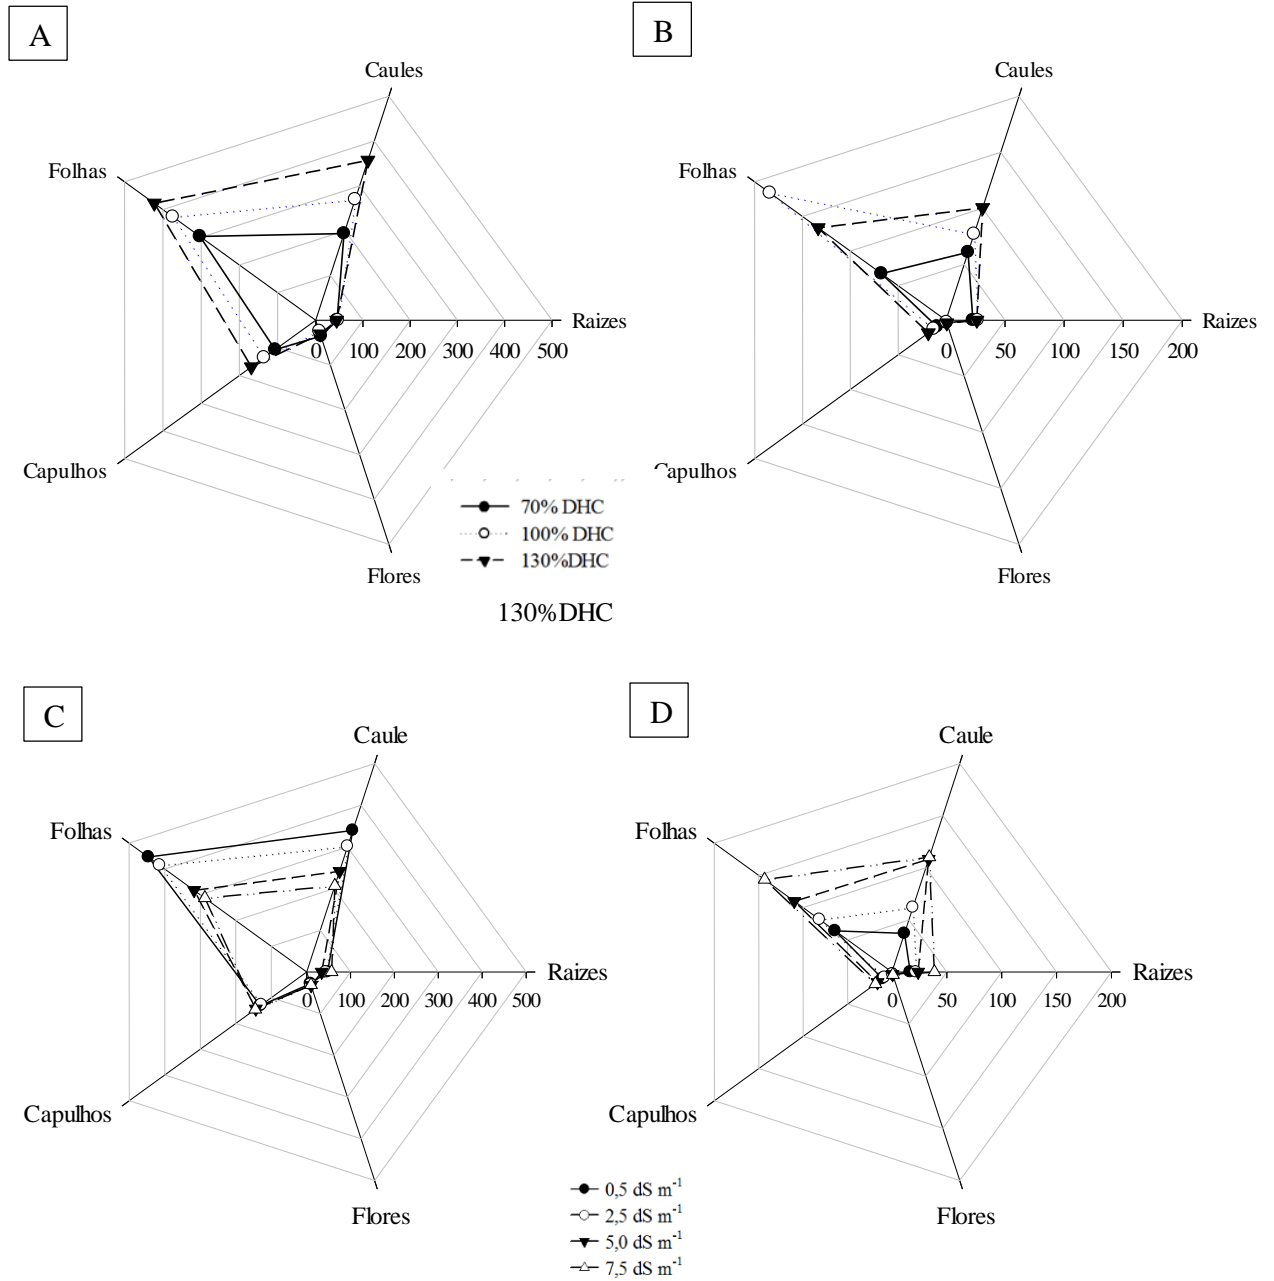 A
B
Caules
Folhas
Raizes
0 100 200 300 400 500
Capulhos
Flores
Caules
Folhas
Raizes
0 50 100 150 200
Capulhos
Flores
70% DHC
100% DHC
130%DHC
130%DHC
C
D
Caule
Folhas
Raizes
0 100 200 300 400 500
Capulhos
Flores
Caule
Folhas
Raizes
0 50 100 150 200
Capulhos
Flores
0,5 dS m⁻¹
2,5 dS m⁻¹
5,0 dS m⁻¹
7,5 dS m⁻¹